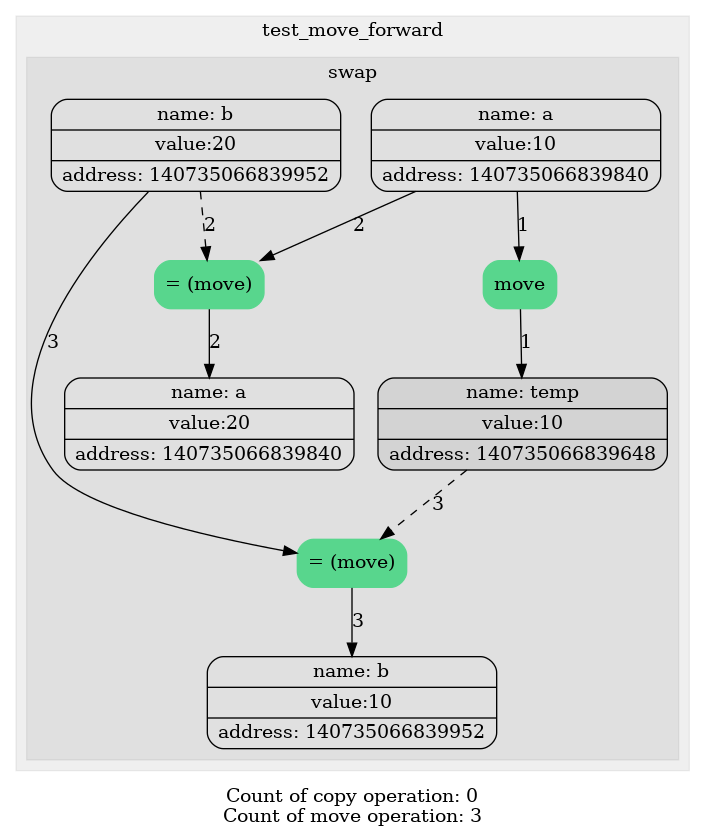 test_move_forward
swap
name: b
value:20
address: 140735066839952
name: a
value:10
address: 140735066839840
2
2
1
= (move)
move
3
2
1
name: a
value:20
address: 140735066839840
name: temp
value:10
address: 140735066839648
3
= (move)
3
name: b
value:10
address: 140735066839952
Count of copy operation: 0
Count of move operation: 3